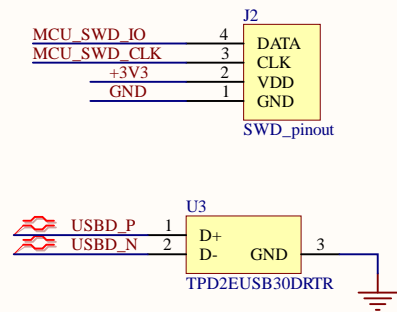 J2
MCU_SWD_IO 4 DATA
MCU_SWD_CLK 3 CLK
+3V3 2 VDD
GND 1 GND
SWD_pinout
U3
USBD_P 1 D+
USBD_N 2 D- GND 3
TPD2EUSB30DRTR